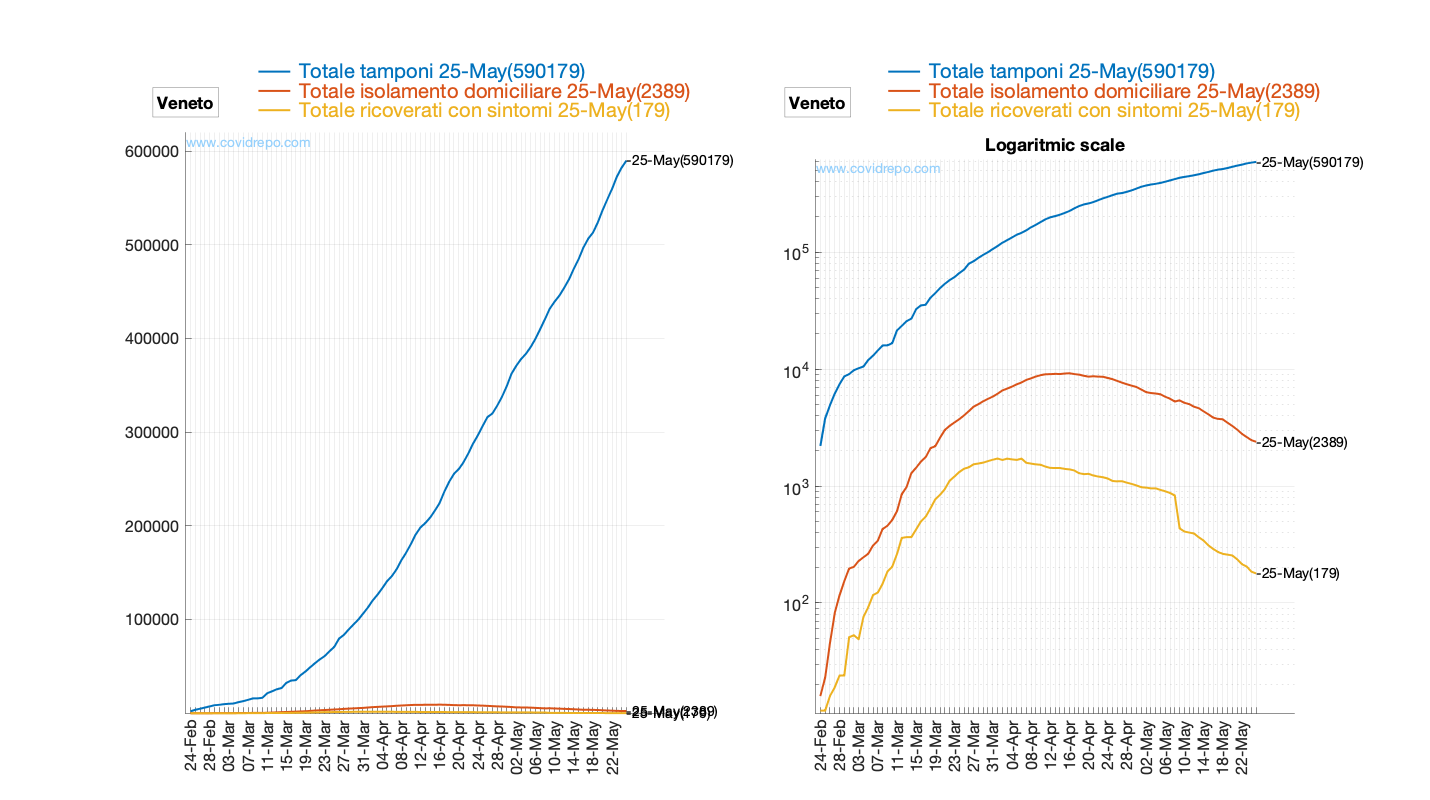 Totale tamponi 25-May(590179)
Totale isolamento domiciliare 25-May(2389)
Totale ricoverati con sintomi 25-May(179)
Veneto
www.covidrepo.com
600000
500000
400000
300000
200000
100000
25-May(590179)
25-May(2389)
25-May(179)
24-Feb
28-Feb
03-Mar
07-Mar
11-Mar
15-Mar
19-Mar
23-Mar
27-Mar
31-Mar
04-Apr
08-Apr
12-Apr
16-Apr
20-Apr
24-Apr
28-Apr
02-May
06-May
10-May
14-May
18-May
22-May
Totale tamponi 25-May(590179)
Totale isolamento domiciliare 25-May(2389)
Totale ricoverati con sintomi 25-May(179)
Veneto
Logaritmic scale
www.covidrepo.com
10^5
10^4
10^3
10^2
25-May(590179)
25-May(2389)
25-May(179)
24-Feb
28-Feb
03-Mar
07-Mar
11-Mar
15-Mar
19-Mar
23-Mar
27-Mar
31-Mar
04-Apr
08-Apr
12-Apr
16-Apr
20-Apr
24-Apr
28-Apr
02-May
06-May
10-May
14-May
18-May
22-May